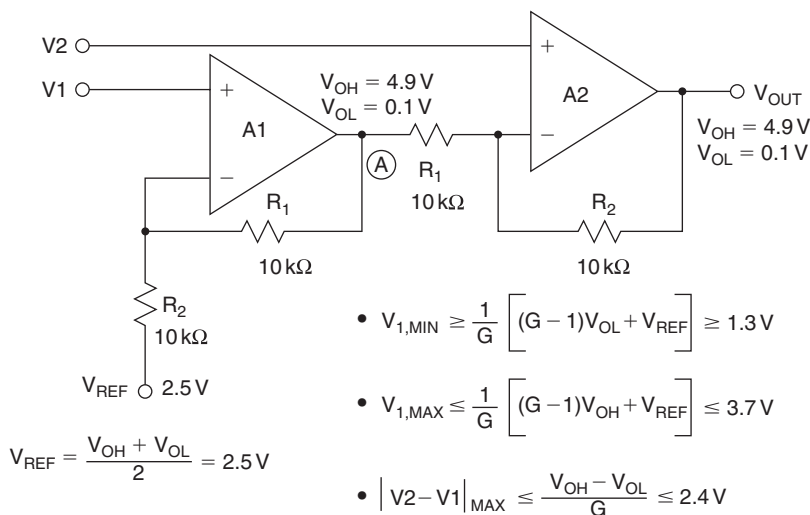 V2
V1
+
−
A1
V_OH = 4.9 V
V_OL = 0.1 V
A
R_1
10 kΩ
+
−
A2
V_OUT
V_OH = 4.9 V
V_OL = 0.1 V
R_1
10 kΩ
R_2
10 kΩ
R_2
10 kΩ
V_REF 2.5 V
V_REF = (V_OH + V_OL) / 2 = 2.5 V
• V_1,MIN ≥ 1/G [(G – 1)V_OL + V_REF] ≥ 1.3 V
• V_1,MAX ≤ 1/G [(G – 1)V_OH + V_REF] ≤ 3.7 V
• |V2 – V1|_MAX ≤ (V_OH – V_OL) / G ≤ 2.4 V